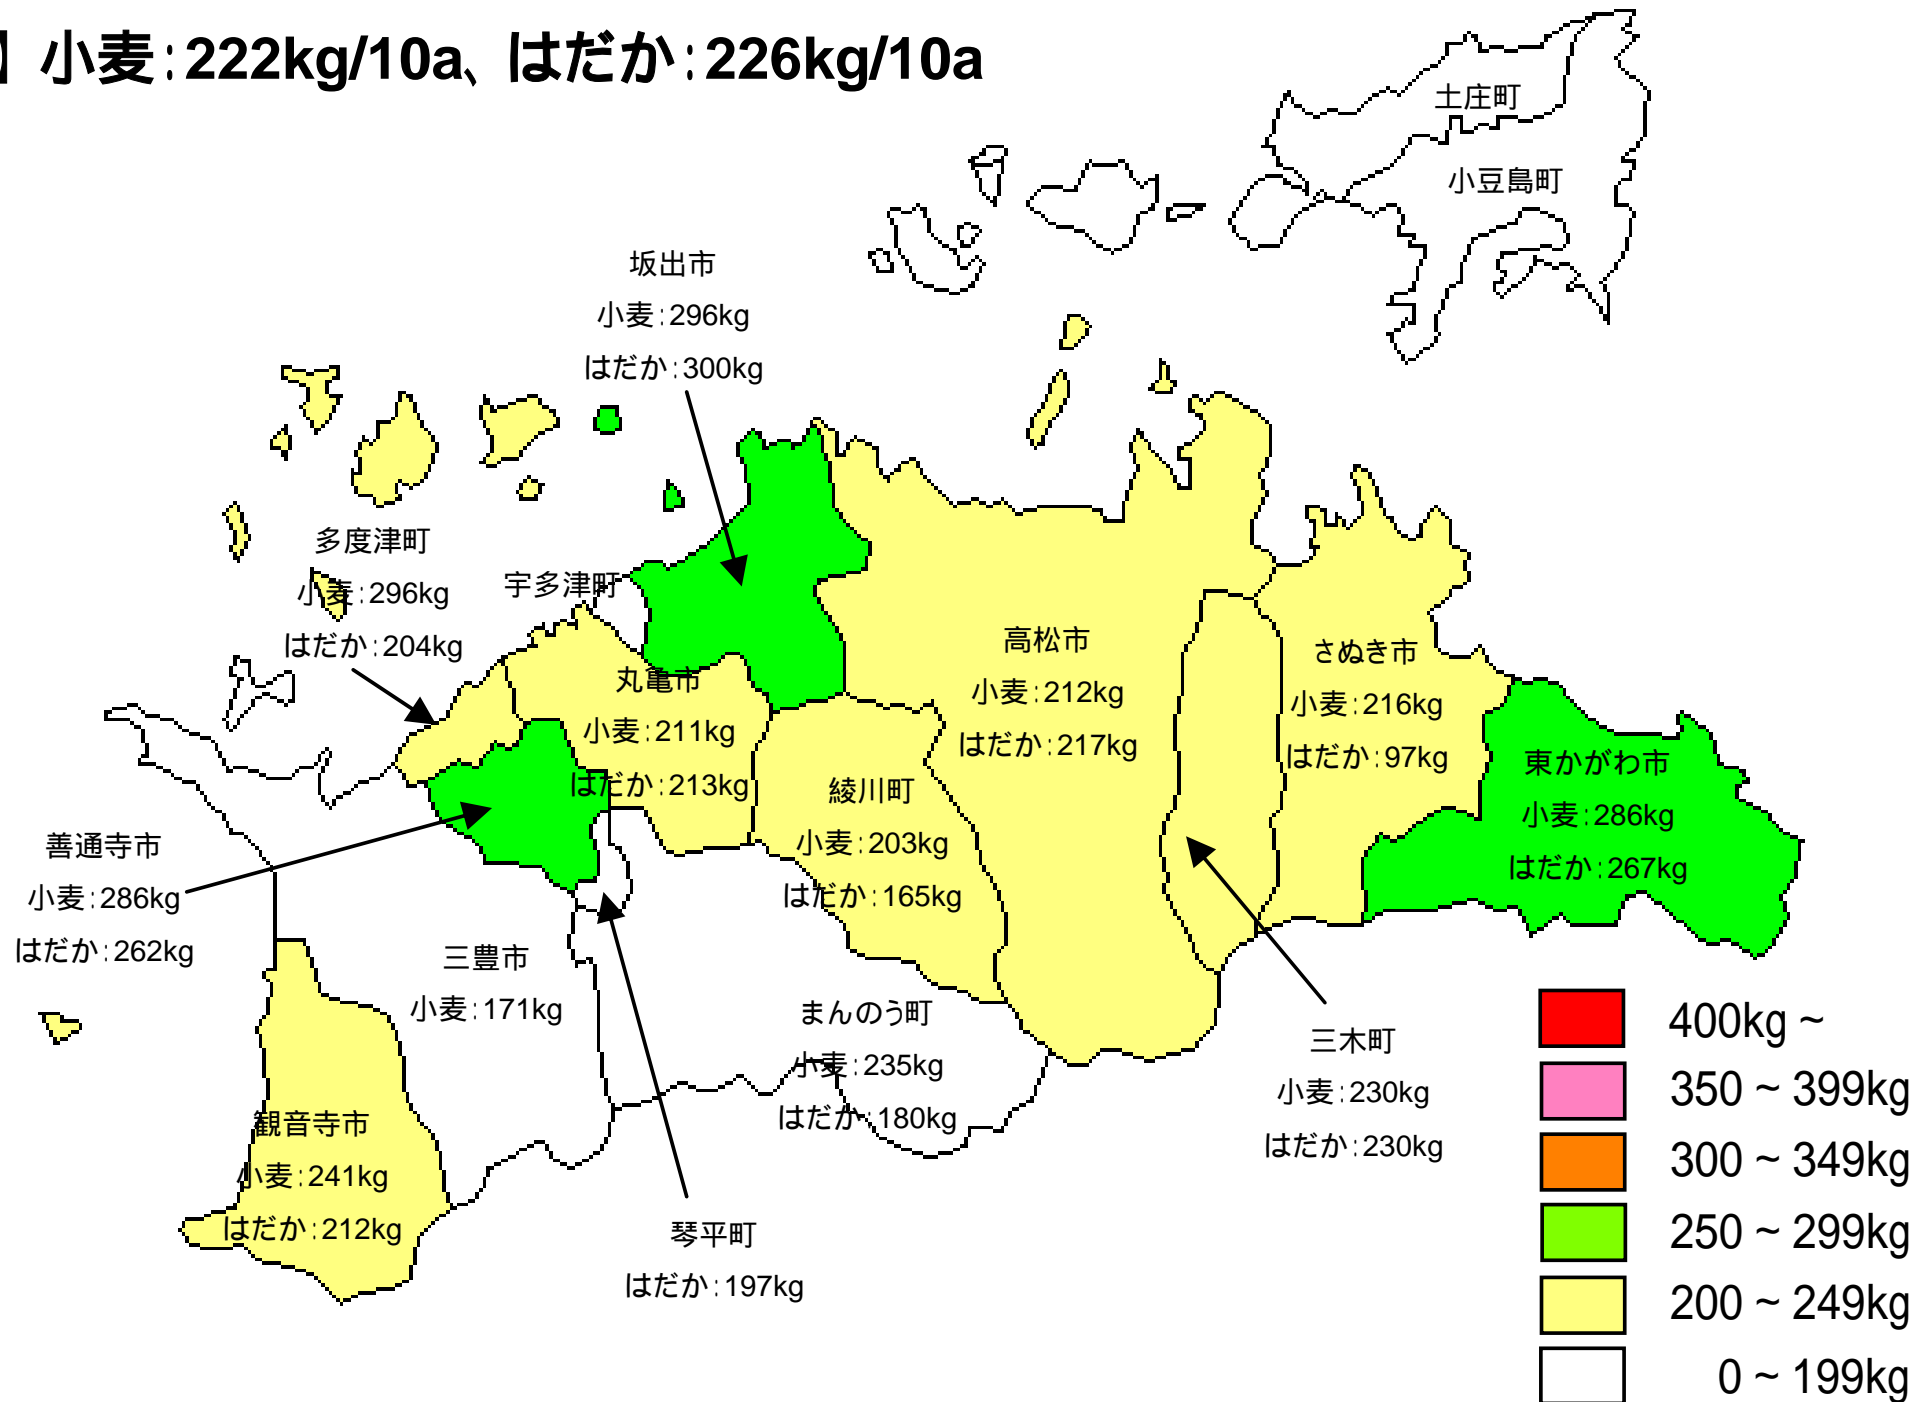 】 小麦:222kg/10a、はだか:226kg/10a
土庄町
小豆島町
坂出市
小麦:296kg
はだか:300kg
多度津町
小麦:296kg
はだか:204kg
宇多津町
丸亀市
小麦:211kg
はだか:213kg
高松市
小麦:212kg
はだか:217kg
さぬき市
小麦:216kg
はだか:97kg
東かがわ市
小麦:286kg
はだか:267kg
綾川町
小麦:203kg
はだか:165kg
善通寺市
小麦:286kg
はだか:262kg
三豊市
小麦:171kg
まんのう町
小麦:235kg
はだか:180kg
三木町
小麦:230kg
はだか:230kg
観音寺市
小麦:241kg
はだか:212kg
琴平町
はだか:197kg
400kg ~
350 ~ 399kg
300 ~ 349kg
250 ~ 299kg
200 ~ 249kg
0 ~ 199kg